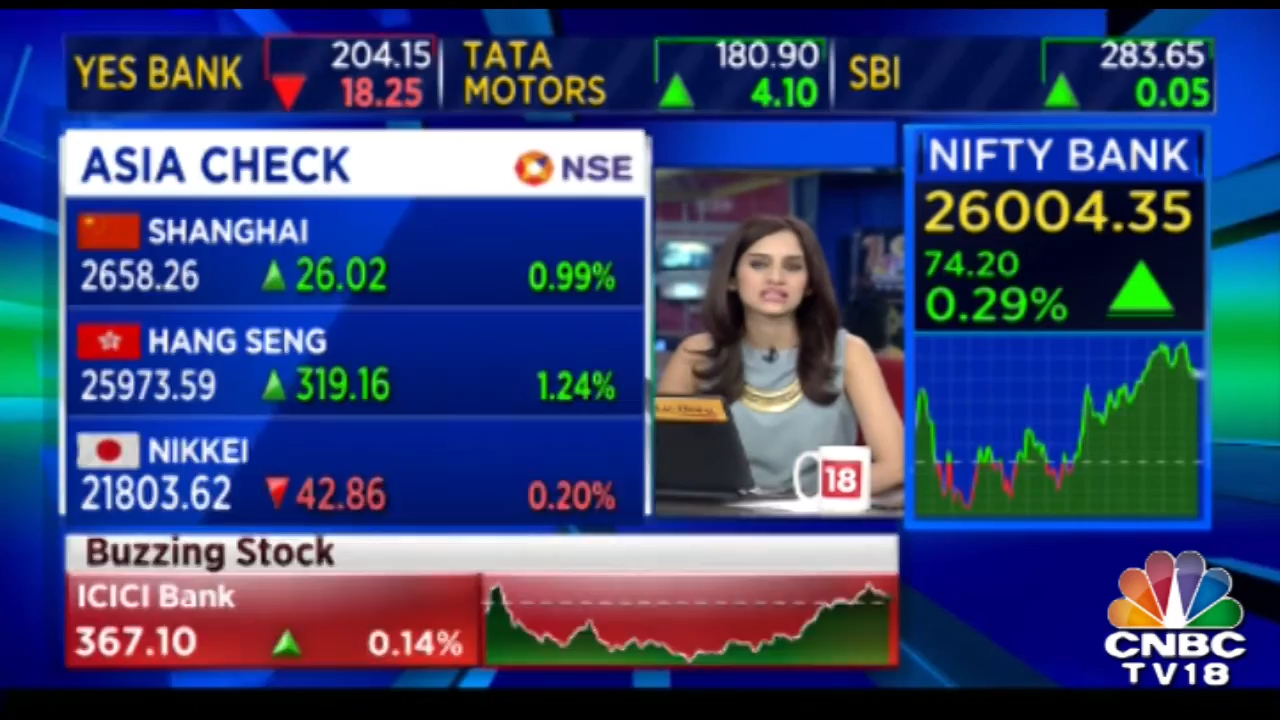 YES BANK 204.15 18.25
TATA MOTORS 180.90 4.10
SBI 283.65 0.05
ASIA CHECK NSE
SHANGHAI
2658.26 26.02 0.99%
HANG SENG
25973.59 319.16 1.24%
NIKKEI
21803.62 42.86 0.20%
18
NIFTY BANK
26004.35
74.20
0.29%
Buzzing Stock
ICICI Bank
367.10 0.14%
CNBC
TV18